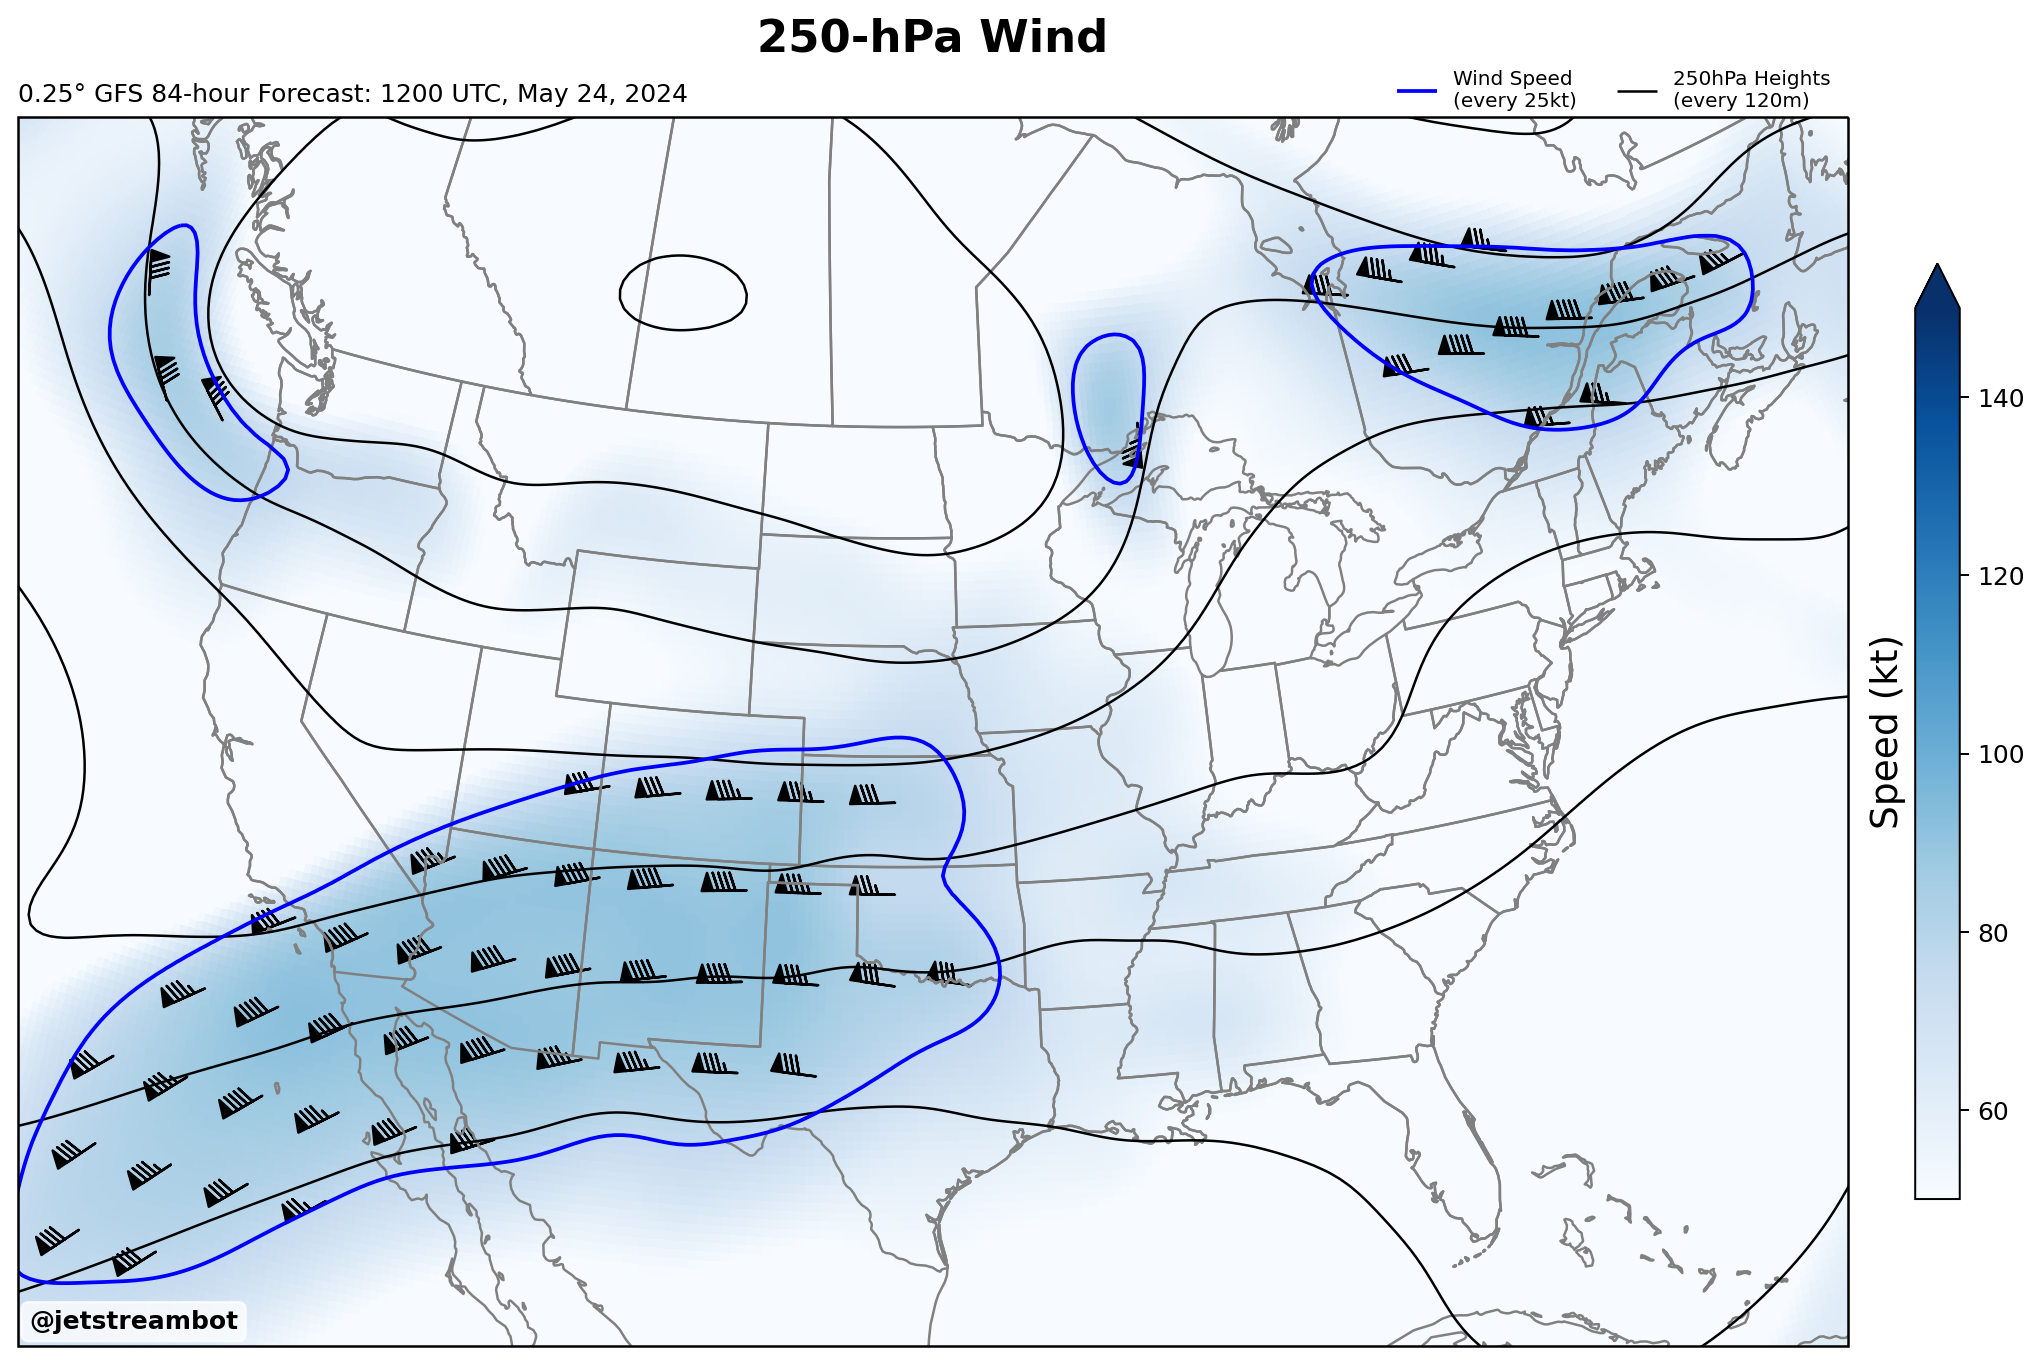 250-hPa Wind
0.25° GFS 84-hour Forecast: 1200 UTC, May 24, 2024
Wind Speed
(every 25kt)
250hPa Heights
(every 120m)
140
120
100
80
60
Speed (kt)
@jetstreambot